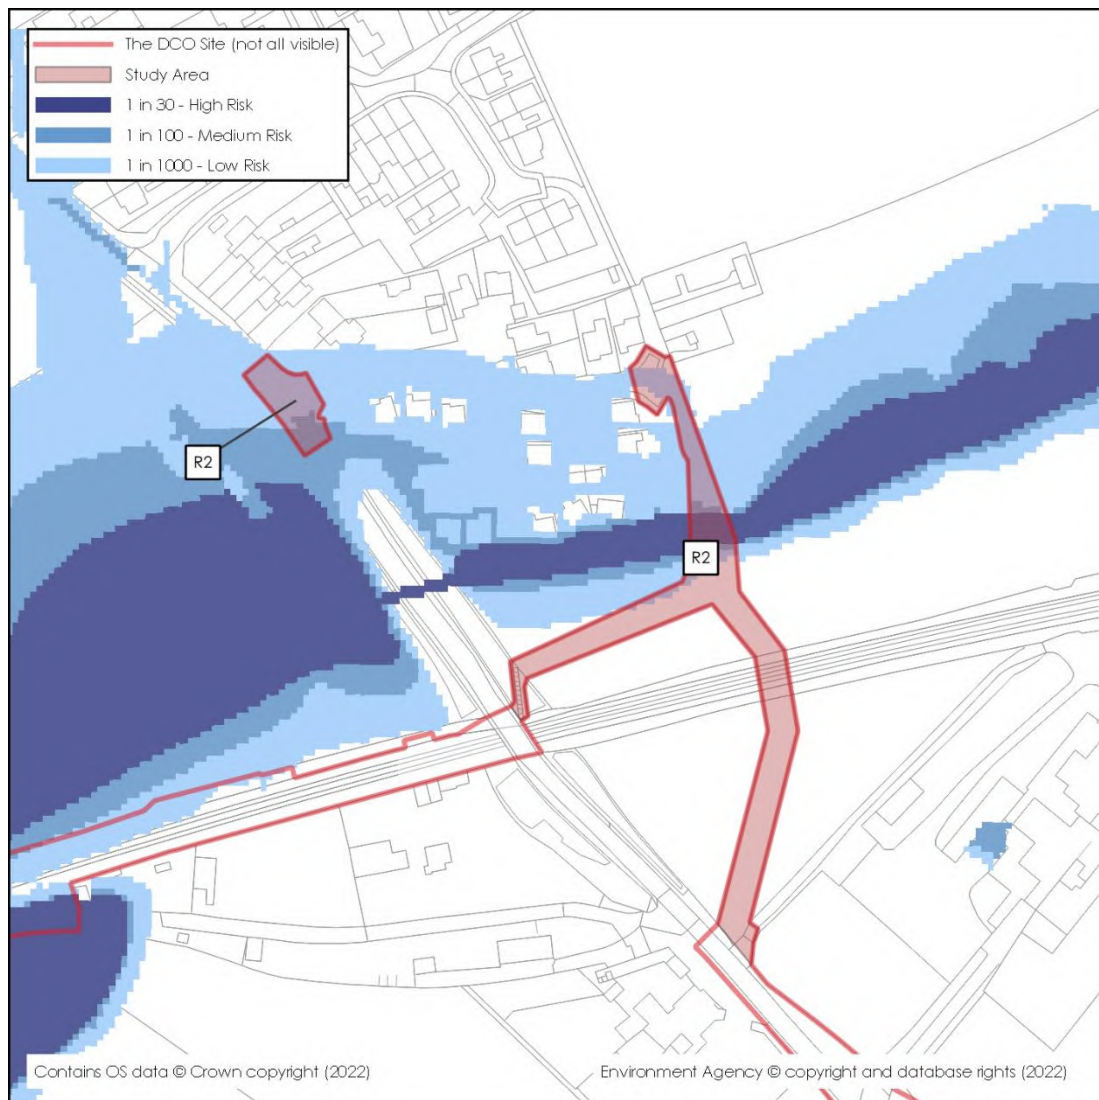 The DCO Site (not all visible)
Study Area
1 in 30 - High Risk
1 in 100 - Medium Risk
1 in 1000 - Low Risk
R2
R2
Contains OS data © Crown copyright (2022)
Environment Agency © copyright and database rights (2022)